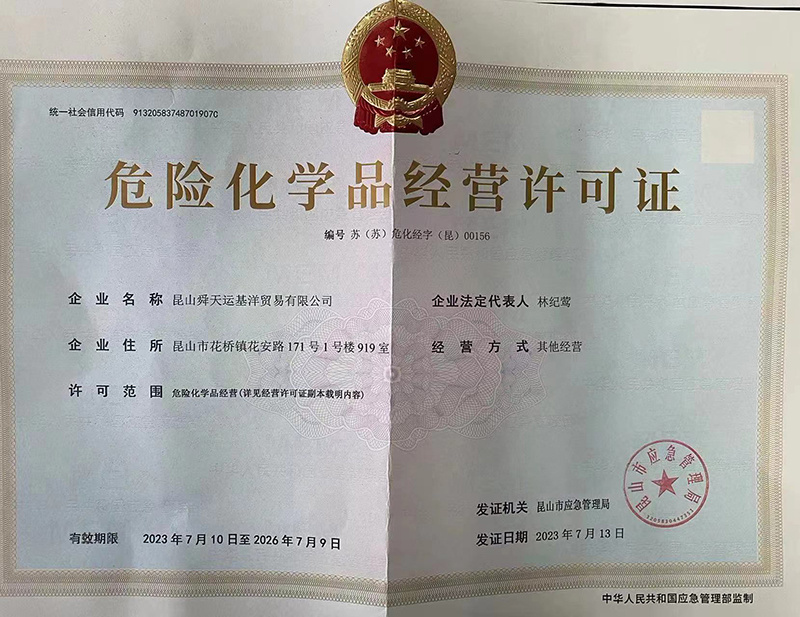 统一社会信用代码 91320583748701907C
危险化学品经营许可证
编号 苏（苏）危化经字（昆）00156
企业名称 昆山舜天运基洋贸易有限公司
企业法定代表人 林纪莺
企业住所 昆山市花桥镇花安路171号1号楼919室
经营方式 其他经营
许可范围 危险化学品经营(详见经营许可证副本载明内容)
昆山市应急管理局
发证机关 昆山市应急管理局
有效期限 2023年7月10日至2026年7月9日
发证日期 2023年7月13日
中华人民共和国应急管理部监制